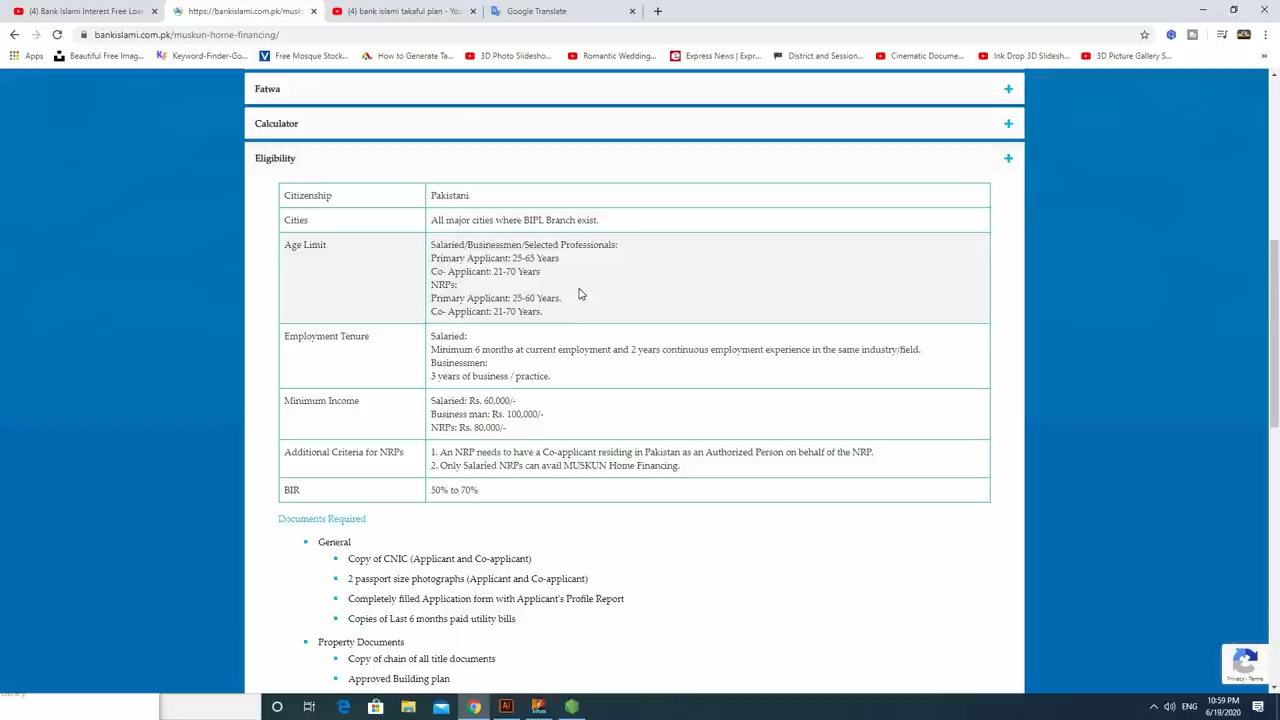 (4) Bank Islami Interest Free Loan
https://bankislami.com.pk/musk
(4) bank islami takaful plan - You
Google Translate
bankislami.com.pk/muskun-home-financing/
Apps
Beautiful Free Imag...
Keyword-Finder-Go...
Free Mosque Stock...
How to Generate Ta...
3D Photo Slidesho...
Romantic Wedding...
Express News | Expr...
District and Session...
Cinematic Docume...
Ink Drop 3D Slidesh...
3D Picture Gallery S...
Fatwa
Calculator
Eligibility
Citizenship Pakistani
Cities All major cities where BIPL Branch exist.
Age Limit Salaried/Businessmen/Selected Professionals:
Primary Applicant: 25-65 Years
Co- Applicant: 21-70 Years
NRPs:
Primary Applicant: 25-60 Years.
Co- Applicant: 21-70 Years.
Employment Tenure Salaried:
Minimum 6 months at current employment and 2 years continuous employment experience in the same industry/field.
Businessmen:
3 years of business / practice.
Minimum Income Salaried: Rs. 60,000/-
Business man: Rs. 100,000/-
NRPs: Rs. 80,000/-
Additional Criteria for NRPs 1. An NRP needs to have a Co-applicant residing in Pakistan as an Authorized Person on behalf of the NRP.
2. Only Salaried NRPs can avail MUSKUN Home Financing.
BIR 50% to 70%
Documents Required
General
Copy of CNIC (Applicant and Co-applicant)
2 passport size photographs (Applicant and Co-applicant)
Completely filled Application form with Applicant's Profile Report
Copies of Last 6 months paid utility bills
Property Documents
Copy of chain of all title documents
Approved Building plan
Privacy - Terms
ENG
10:59 PM
6/19/2020